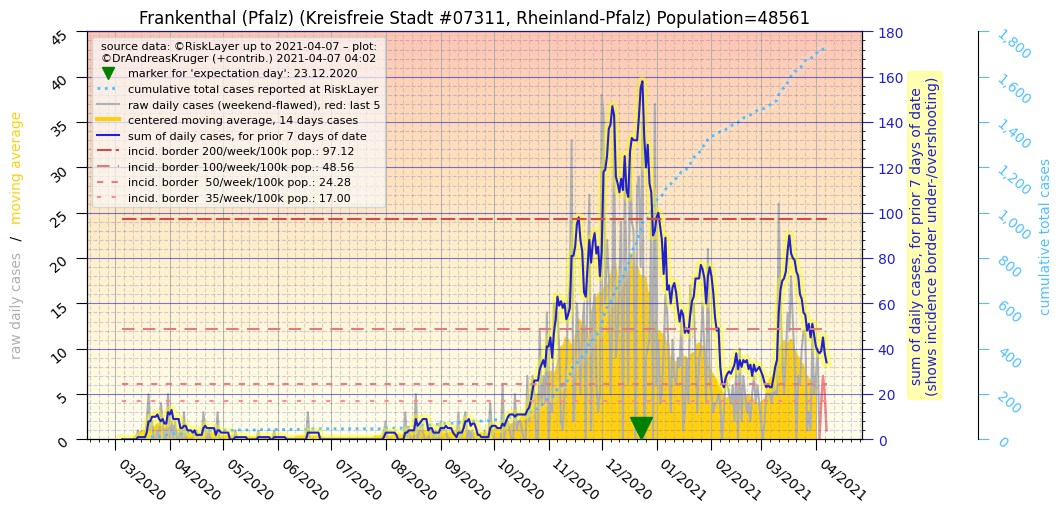 Frankenthal (Pfalz) (Kreisfreie Stadt #07311, Rheinland-Pfalz) Population=48561
source data: ©RiskLayer up to 2021-04-07 – plot:
©DrAndreasKruger (+contrib.) 2021-04-07 04:02
marker for 'expectation day': 23.12.2020
cumulative total cases reported at RiskLayer
raw daily cases (weekend-flawed), red: last 5
centered moving average, 14 days cases
sum of daily cases, for prior 7 days of date
incid. border 200/week/100k pop.: 97.12
incid. border 100/week/100k pop.: 48.56
incid. border  50/week/100k pop.: 24.28
incid. border  35/week/100k pop.: 17.00
raw daily cases  /  moving average
45
40
35
30
25
20
15
10
5
0
03/2020
04/2020
05/2020
06/2020
07/2020
08/2020
09/2020
10/2020
11/2020
12/2020
01/2021
02/2021
03/2021
04/2021
180
160
140
120
100
80
60
40
20
0
sum of daily cases, for prior 7 days of date
(shows incidence border under-/overshooting)
1,800
1,600
1,400
1,200
1,000
800
600
400
200
0
cumulative total cases